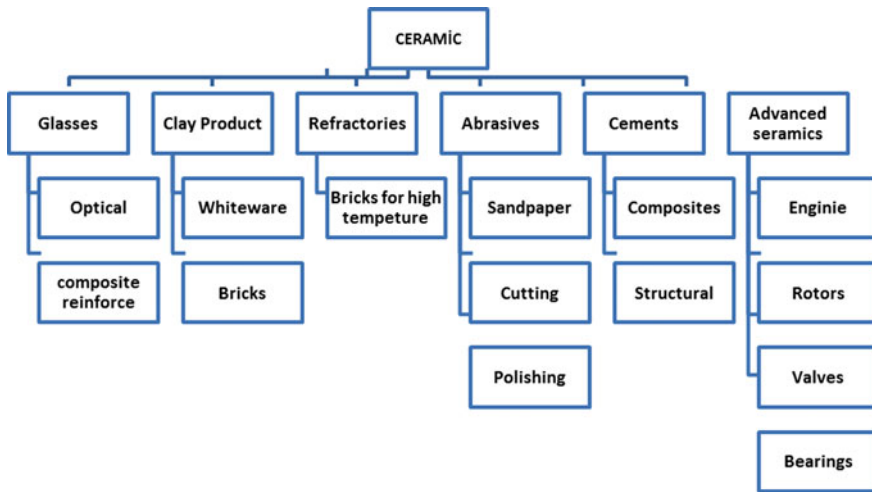 CERAMİC
Glasses
Clay Product
Refractories
Abrasives
Cements
Advanced
seramics
Optical
composite
reinforce
Whiteware
Bricks
Bricks for high
tempeture
Sandpaper
Cutting
Polishing
Composites
Structural
Enginie
Rotors
Valves
Bearings